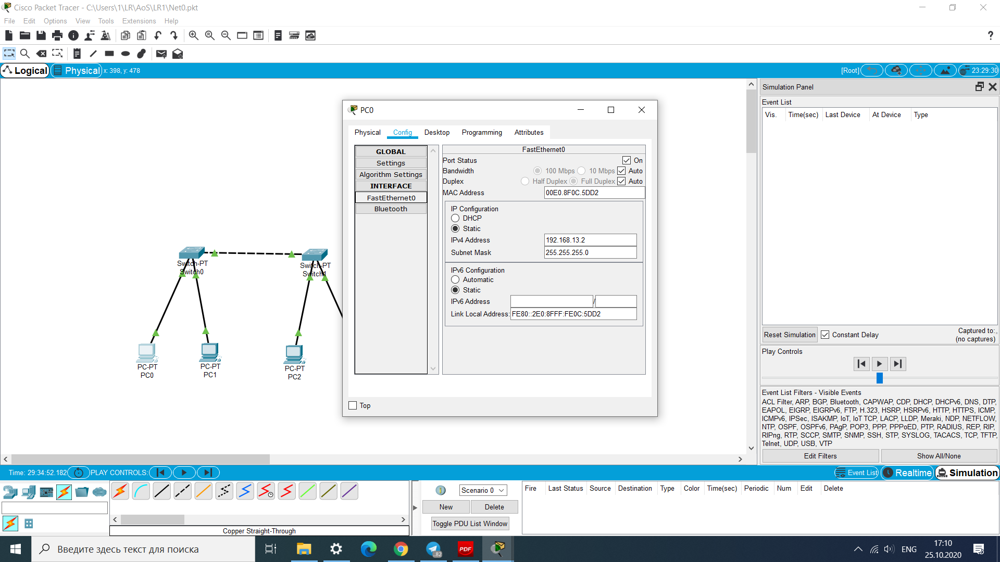 Cisco Packet Tracer - C:\Users\1\LR\AoS\LR1\Net0.pkt
File Edit Options View Tools Extensions Help
?
Logical Physical x: 398, y: 478
[Root] 23:29:30
Simulation Panel
Event List
Vis. Time(sec) Last Device At Device Type
PC0
Physical Config Desktop Programming Attributes
GLOBAL
Settings
Algorithm Settings
INTERFACE
FastEthernet0
Bluetooth
FastEthernet0
Port Status On
Bandwidth 100 Mbps 10 Mbps Auto
Duplex Half Duplex Full Duplex Auto
MAC Address 00E0.8F0C.5DD2
IP Configuration
DHCP
Static
IPv4 Address 192.168.13.2
Subnet Mask 255.255.255.0
IPv6 Configuration
Automatic
Static
IPv6 Address /
Link Local Address: FE80::2E0:8FFF:FE0C:5DD2
Top
Switch-PT
Switch0
Switch-PT
Switch1
PC-PT
PC0
PC-PT
PC1
PC-PT
PC2
Reset Simulation Constant Delay
Captured to:
(no captures)
Play Controls
Event List Filters - Visible Events
ACL Filter, ARP, BGP, Bluetooth, CAPWAP, CDP, DHCP, DHCPv6, DNS, DTP,
EAPOL, EIGRP, EIGRPv6, FTP, H.323, HSRP, HSRPv6, HTTP, HTTPS, ICMP,
ICMPv6, IPSec, ISAKMP, IoT, IoT TCP, LACP, LLDP, Meraki, NDP, NETFLOW,
NTP, OSPF, OSPFv6, PAgP, POP3, PPP, PPPoED, PTP, RADIUS, REP, RIP,
RIPng, RTP, SCCP, SMTP, SNMP, SSH, STP, SYSLOG, TACACS, TCP, TFTP,
Telnet, UDP, USB, VTP
Edit Filters Show All/None
Time: 29:34:52.182 PLAY CONTROLS:
Event List Realtime Simulation
Scenario 0
New Delete
Toggle PDU List Window
Fire Last Status Source Destination Type Color Time(sec) Periodic Num Edit Delete
Copper Straight-Through
Введите здесь текст для поиска
..82
PDF
ENG
17:10
25.10.2020